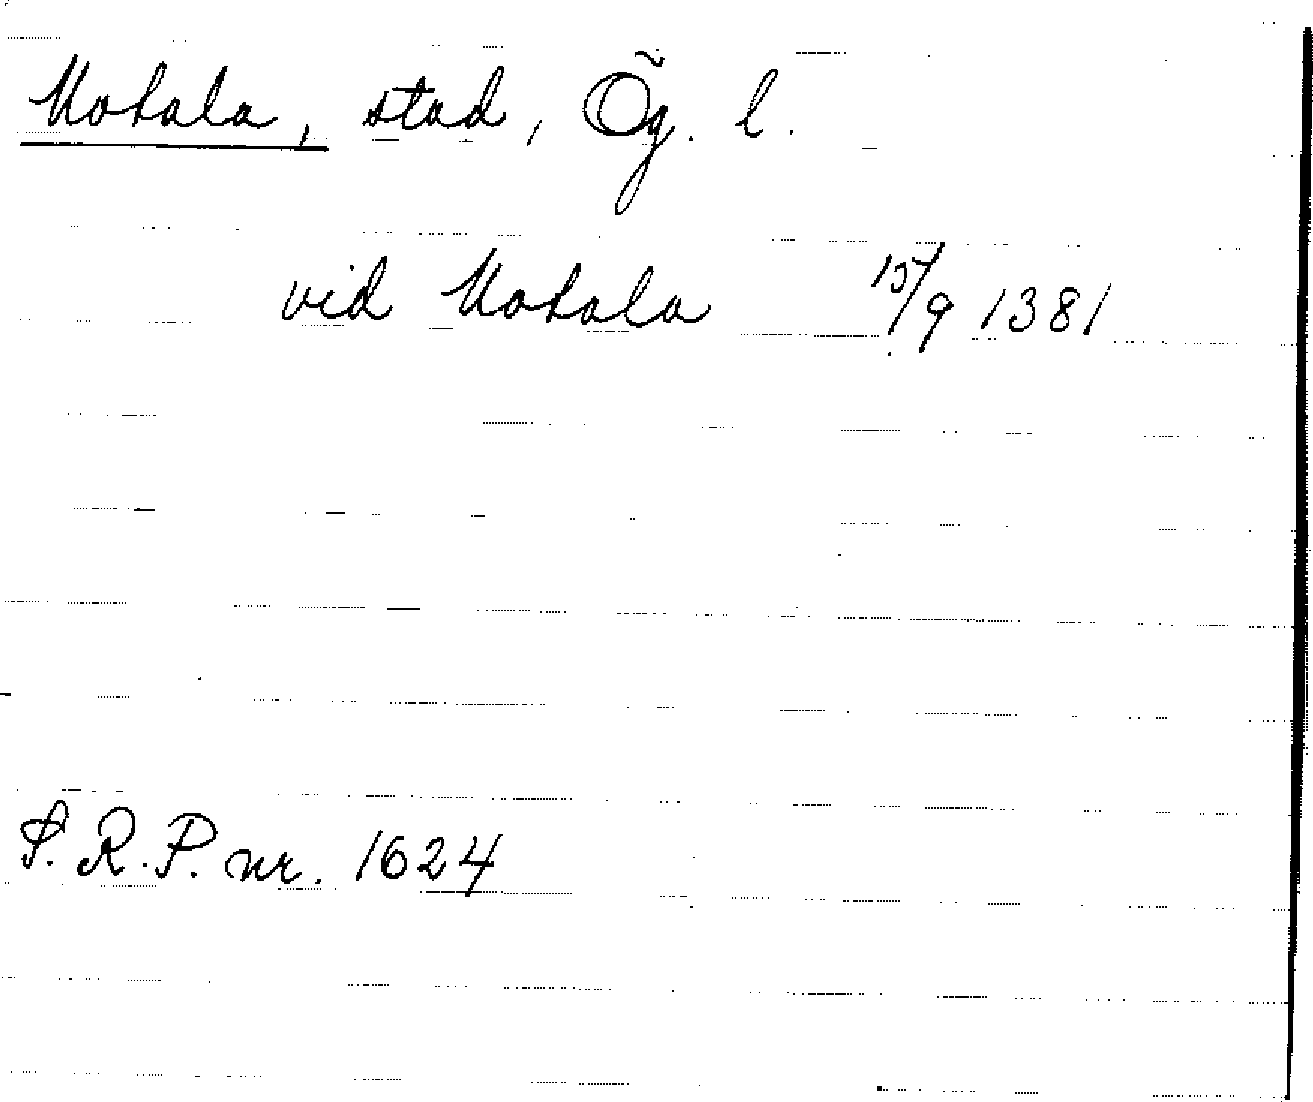 Motala, stad, Ög. l.
vid Motala 15/9 1381
S.R.P. nr. 1624